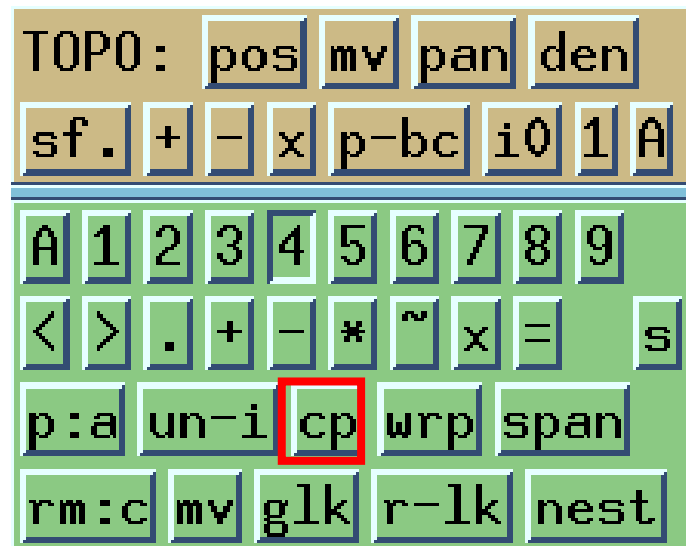 TOPO: pos mv pan den
sf. + - x p-bc i0 1 A
A 1 2 3 4 5 6 7 8 9
< > . + - * ~ x = s
p:a un-i cp wrp span
rm:c mv glk r-lk nest